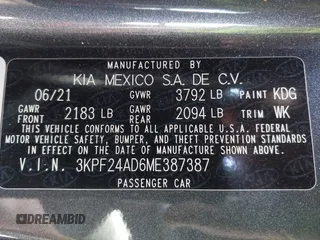 MANUFACTURED BY
KIA MEXICO S.A. DE C.V.
06/21 GVWR 3792 LB PAINT KDG
GAWR FRONT 2183 LB GAWR REAR 2094 LB TRIM WK
THIS VEHICLE CONFORMS TO ALL APPLICABLE U.S.A. FEDERAL
MOTOR VEHICLE SAFETY, BUMPER, AND THEFT PREVENTION
STANDARDS IN EFFECT ON THE DATE OF MANUFACTURE SHOWN ABOVE.
V.I.N. 3KPF24AD6ME387387
PASSENGER CAR
DREAMBID